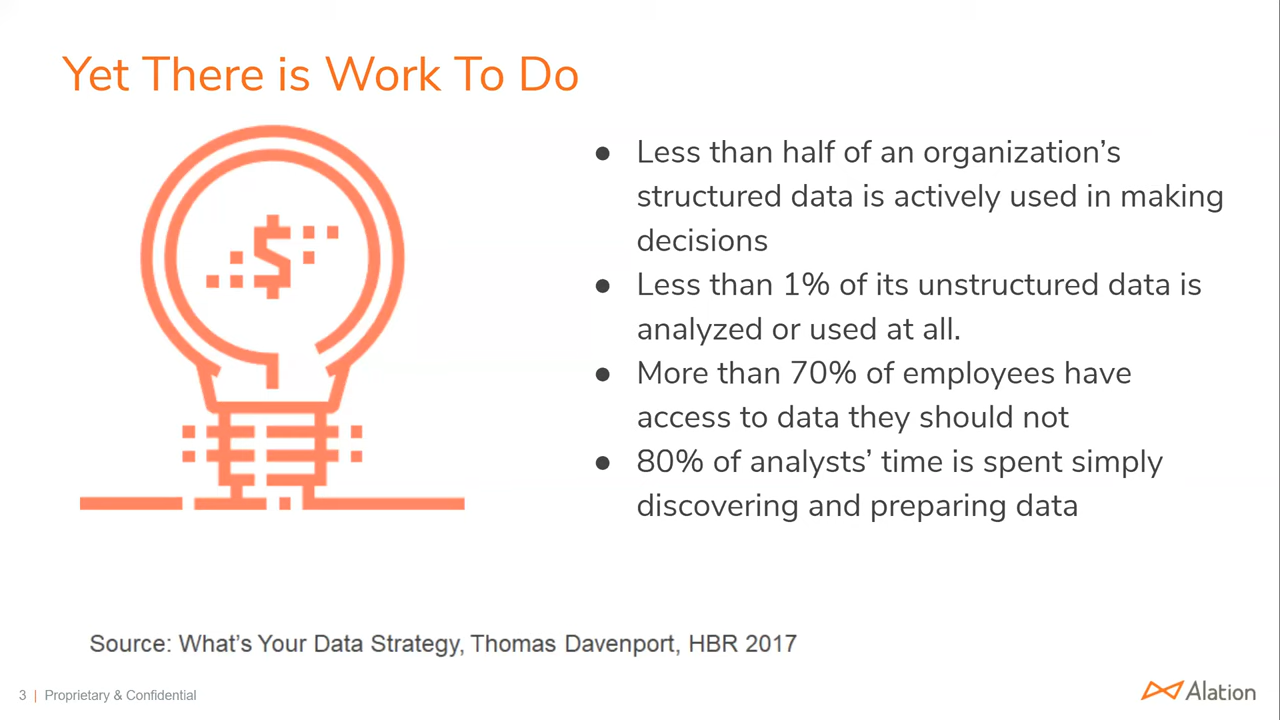 Yet There is Work To Do
$
● Less than half of an organization’s
structured data is actively used in making
decisions
● Less than 1% of its unstructured data is
analyzed or used at all.
● More than 70% of employees have
access to data they should not
● 80% of analysts’ time is spent simply
discovering and preparing data
Source: What’s Your Data Strategy, Thomas Davenport, HBR 2017
3 | Proprietary & Confidential
Alation